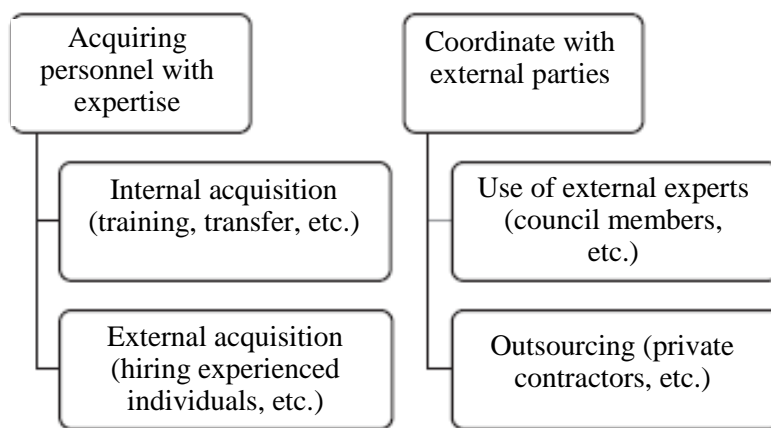 Acquiring
personnel with
expertise
Internal acquisition
(training, transfer, etc.)
External acquisition
(hiring experienced
individuals, etc.)
Coordinate with
external parties
Use of external experts
(council members,
etc.)
Outsourcing (private
contractors, etc.)